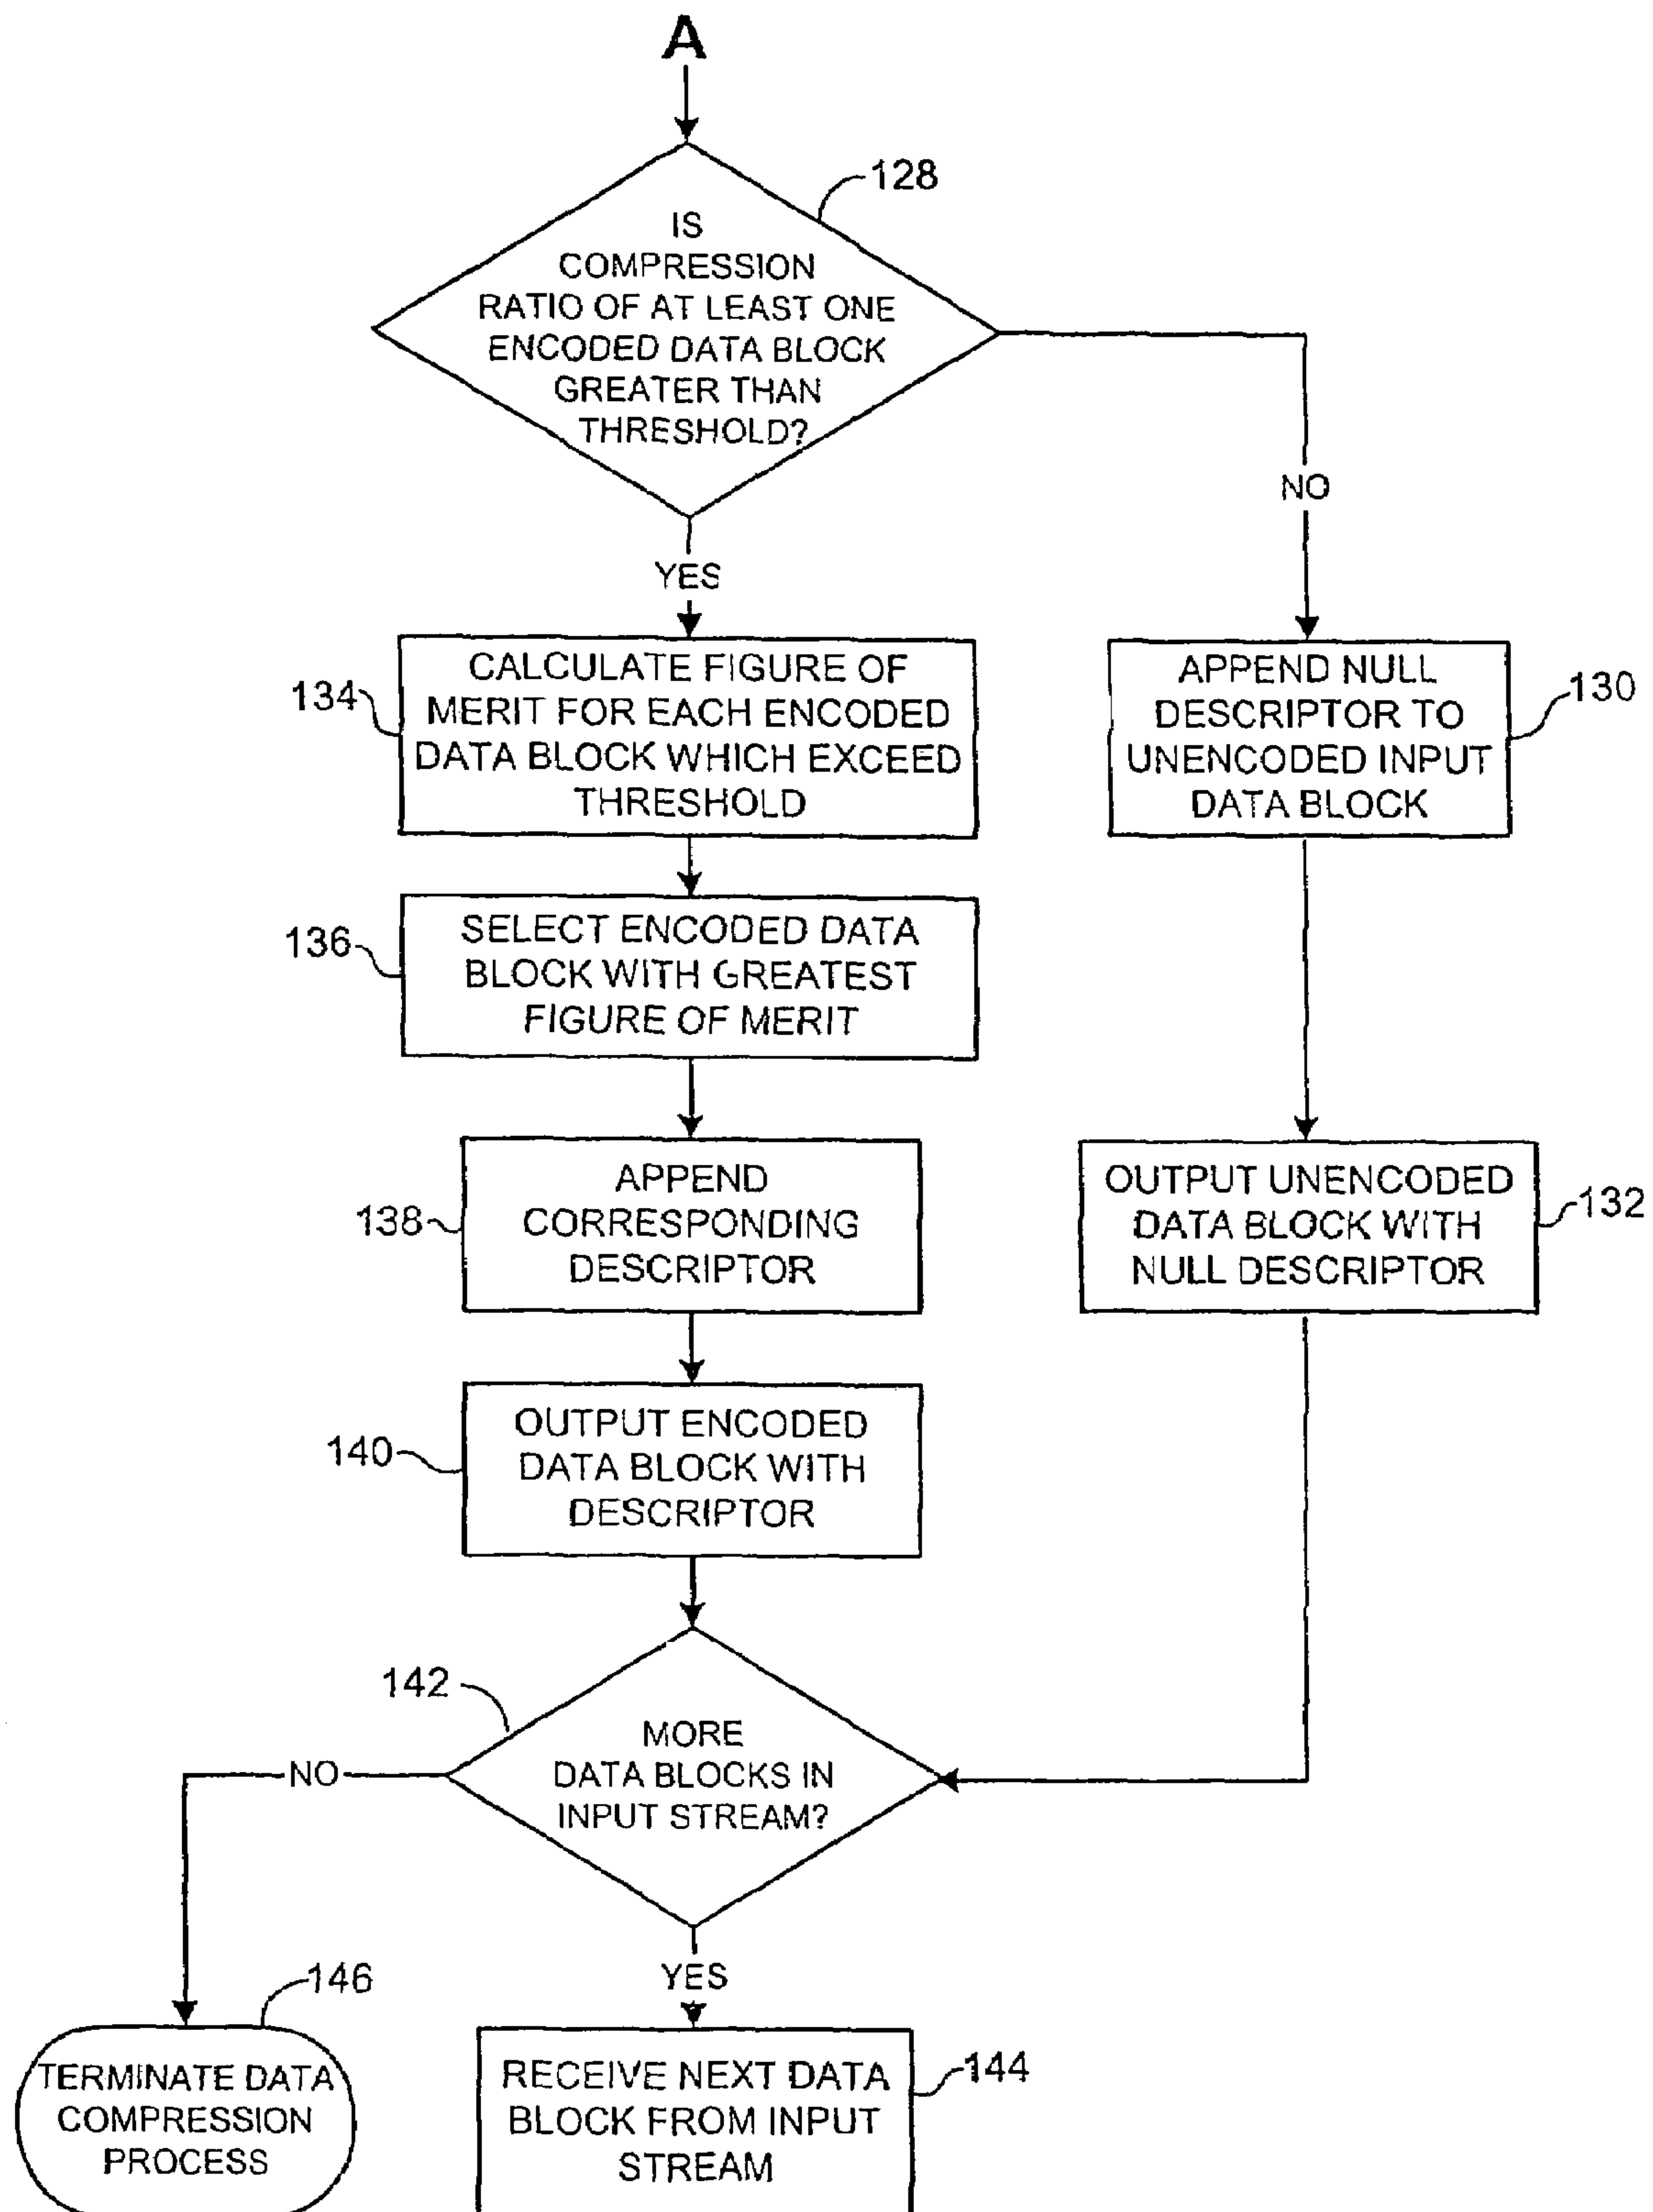 A
128
IS
COMPRESSION
RATIO OF AT LEAST ONE
ENCODED DATA BLOCK
GREATER THAN
THRESHOLD?
NO
YES
134
CALCULATE FIGURE OF
MERIT FOR EACH ENCODED
DATA BLOCK WHICH EXCEED
THRESHOLD
APPEND NULL
DESCRIPTOR TO
UNENCODED INPUT
DATA BLOCK
130
136
SELECT ENCODED DATA
BLOCK WITH GREATEST
FIGURE OF MERIT
138
APPEND
CORRESPONDING
DESCRIPTOR
OUTPUT UNENCODED
DATA BLOCK WITH
NULL DESCRIPTOR
132
140
OUTPUT ENCODED
DATA BLOCK WITH
DESCRIPTOR
142
MORE
DATA BLOCKS IN
INPUT STREAM?
NO
YES
146
TERMINATE DATA
COMPRESSION
PROCESS
RECEIVE NEXT DATA
BLOCK FROM INPUT
STREAM
144